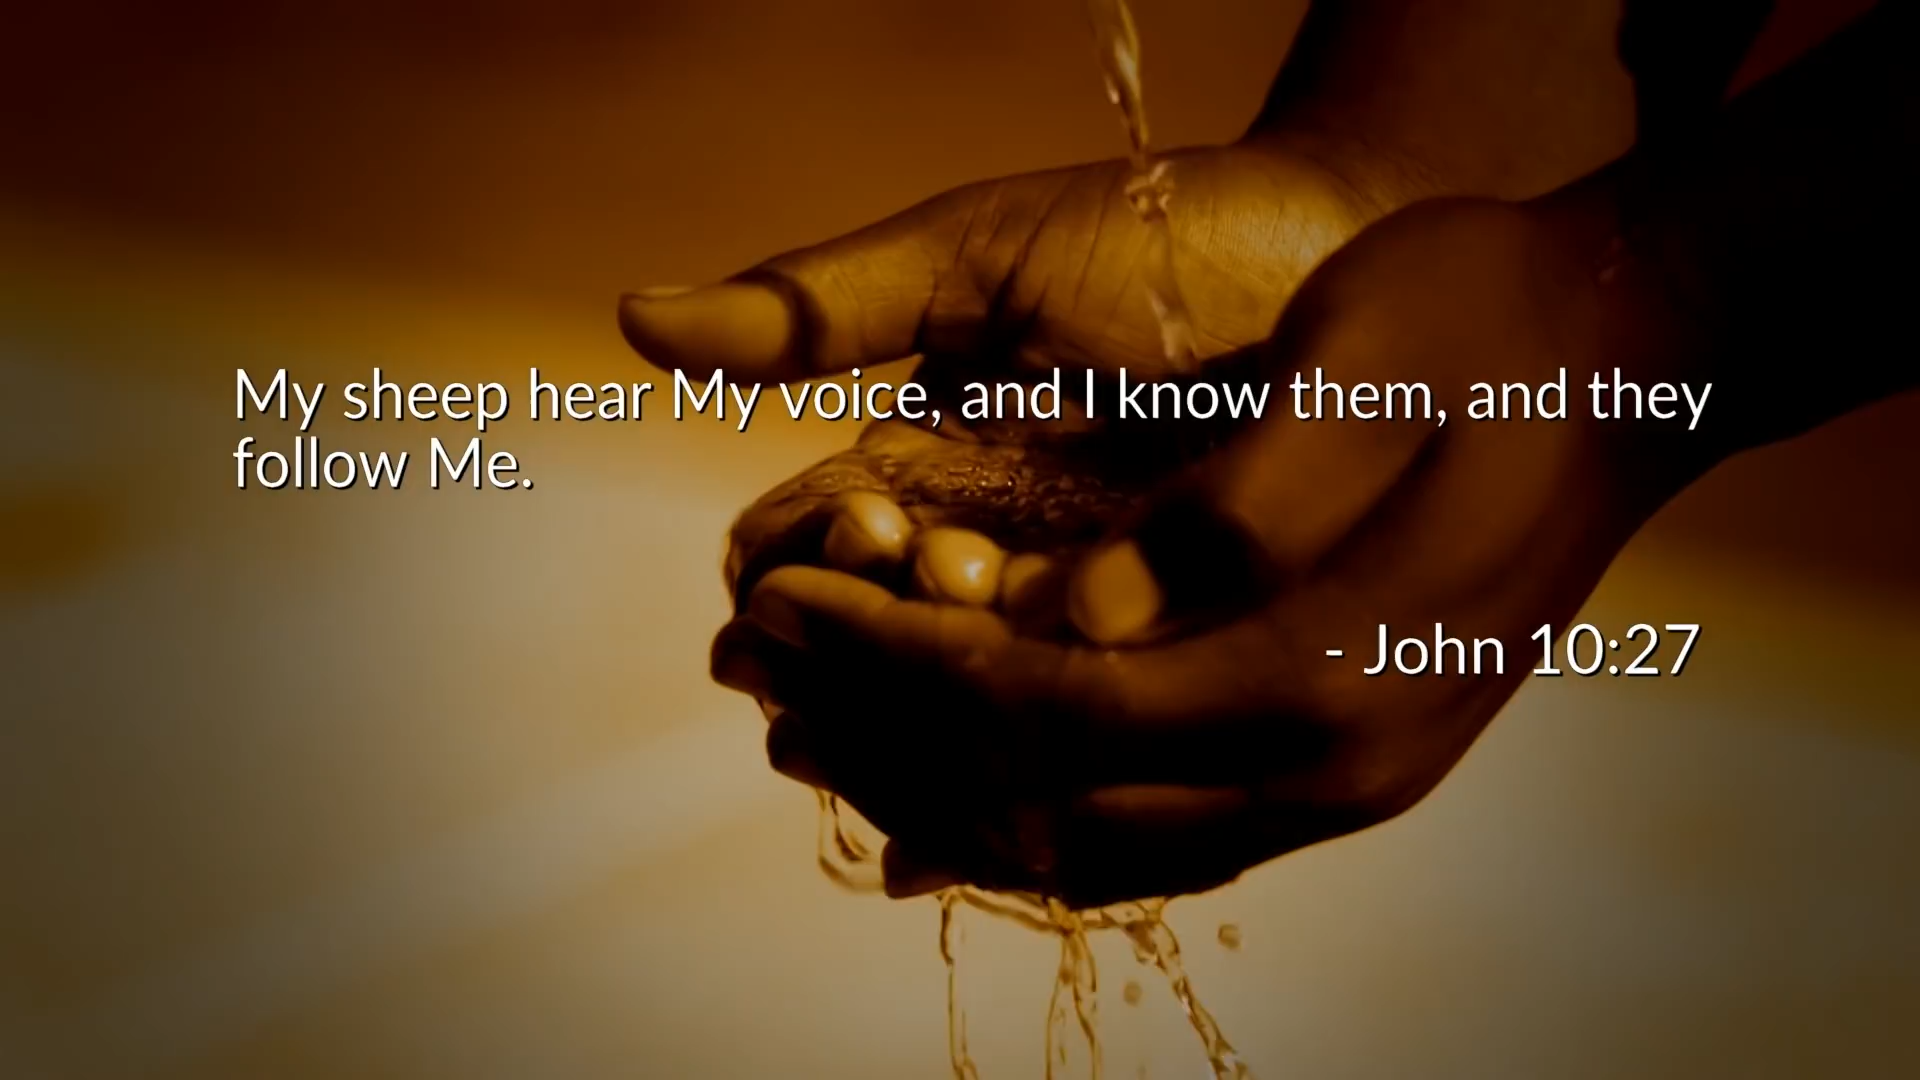 My sheep hear My voice, and I know them, and they
follow Me.
- John 10:27